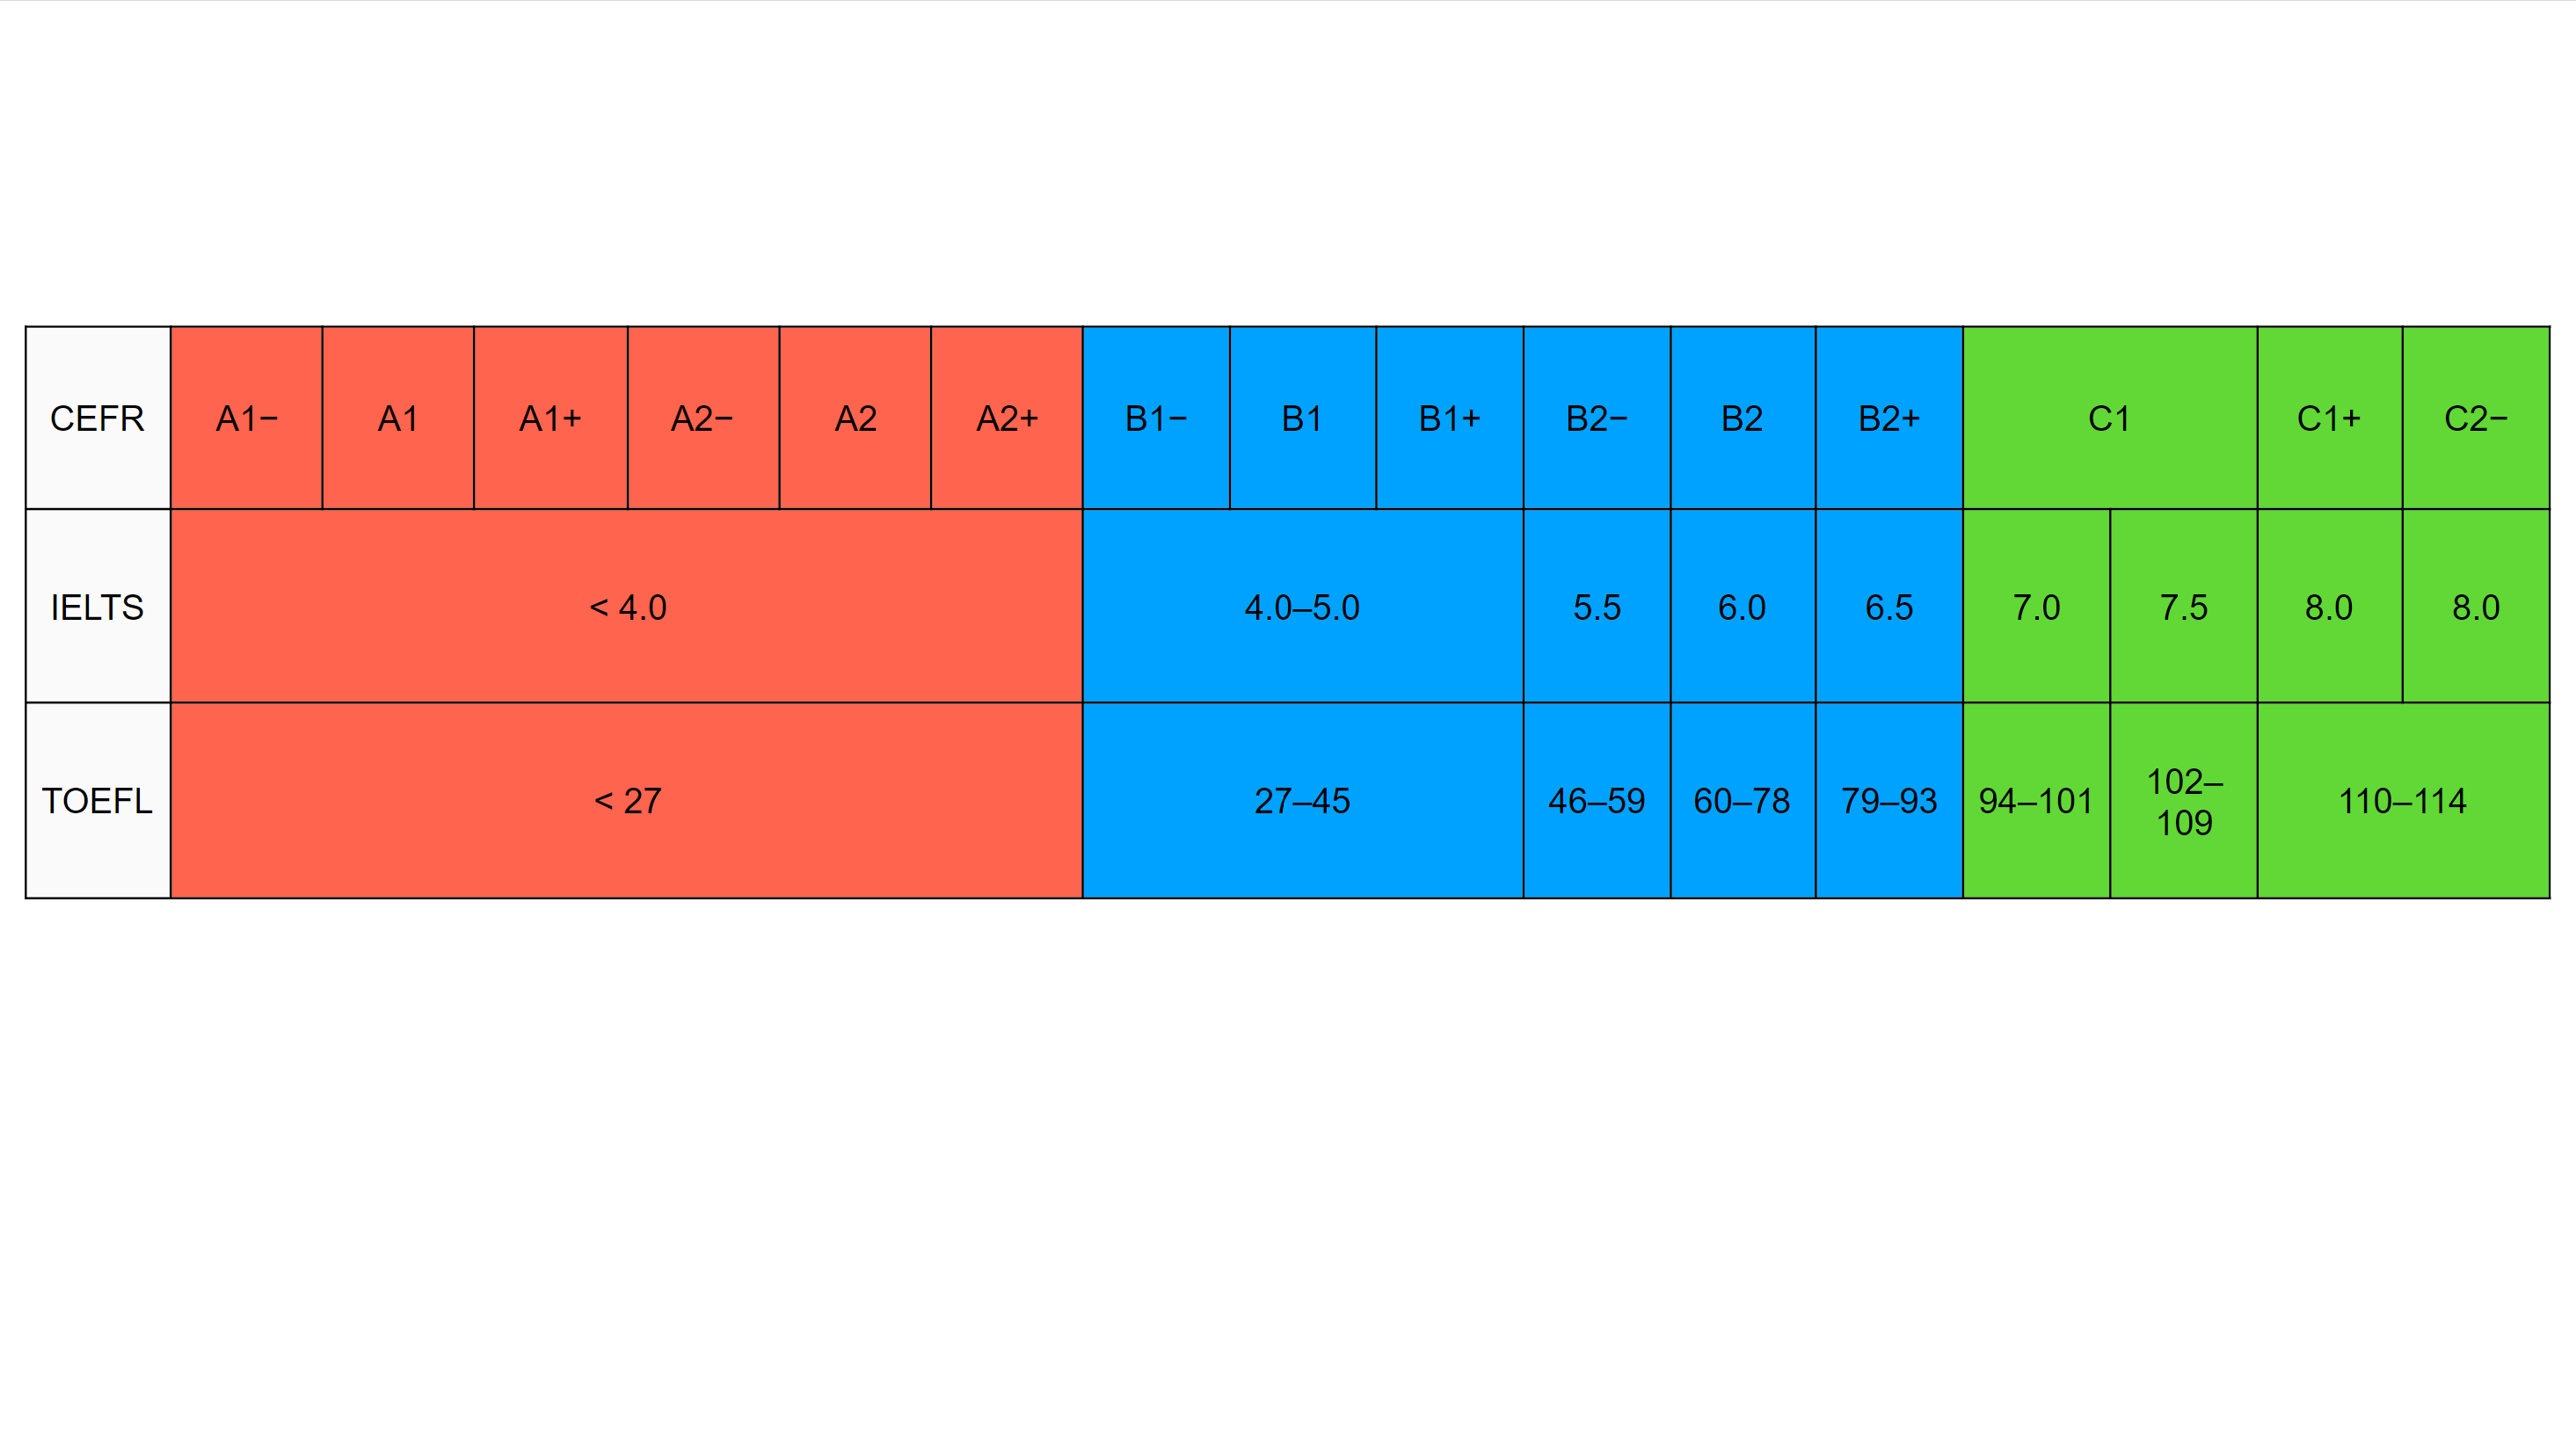 CEFR A1− A1 A1+ A2− A2 A2+ B1− B1 B1+ B2− B2 B2+ C1 C1+ C2−
IELTS < 4.0 4.0–5.0 5.5 6.0 6.5 7.0 7.5 8.0 8.0
TOEFL < 27 27–45 46–59 60–78 79–93 94–101 102–
109 110–114